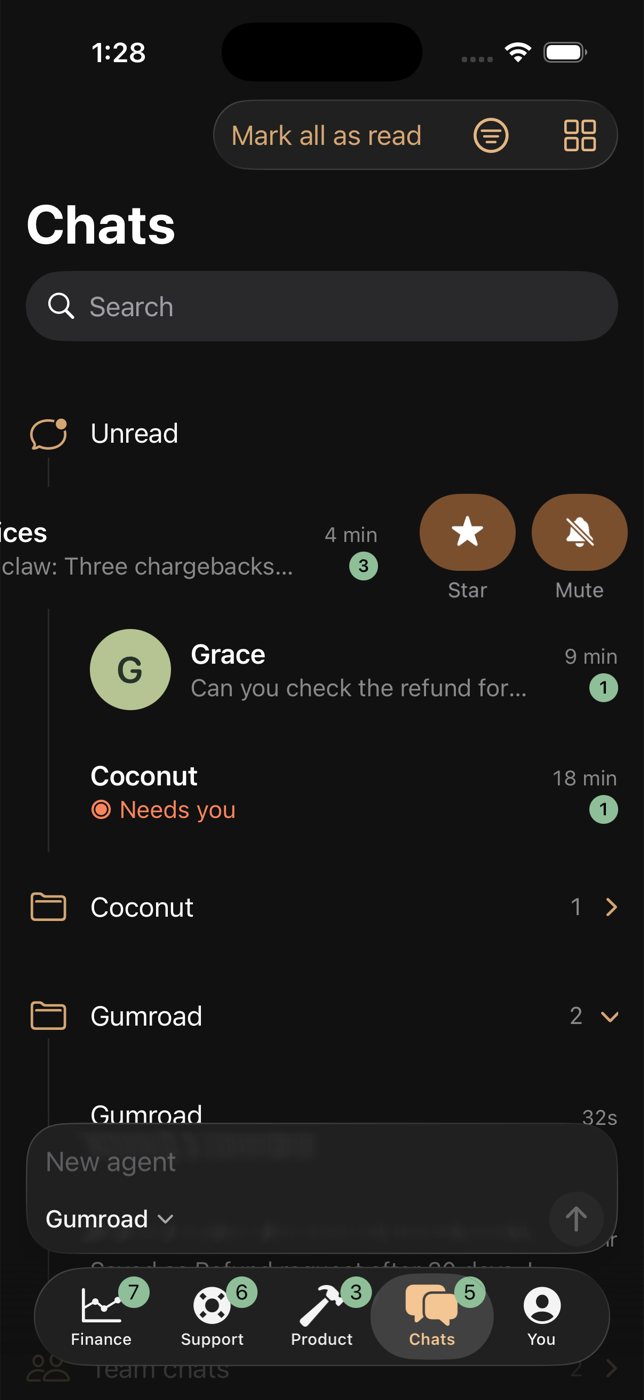 1:28
Mark all as read
Chats
Search
Unread
ices
4 min
claw: Three chargebacks...
3
Star
Mute
G
Grace
9 min
Can you check the refund for...
1
Coconut
18 min
Needs you
1
Coconut
1
Gumroad
2
Gumroad
32s
New agent
Gumroad
7
6
3
5
Finance
Support
Product
Chats
You
Team chats
2